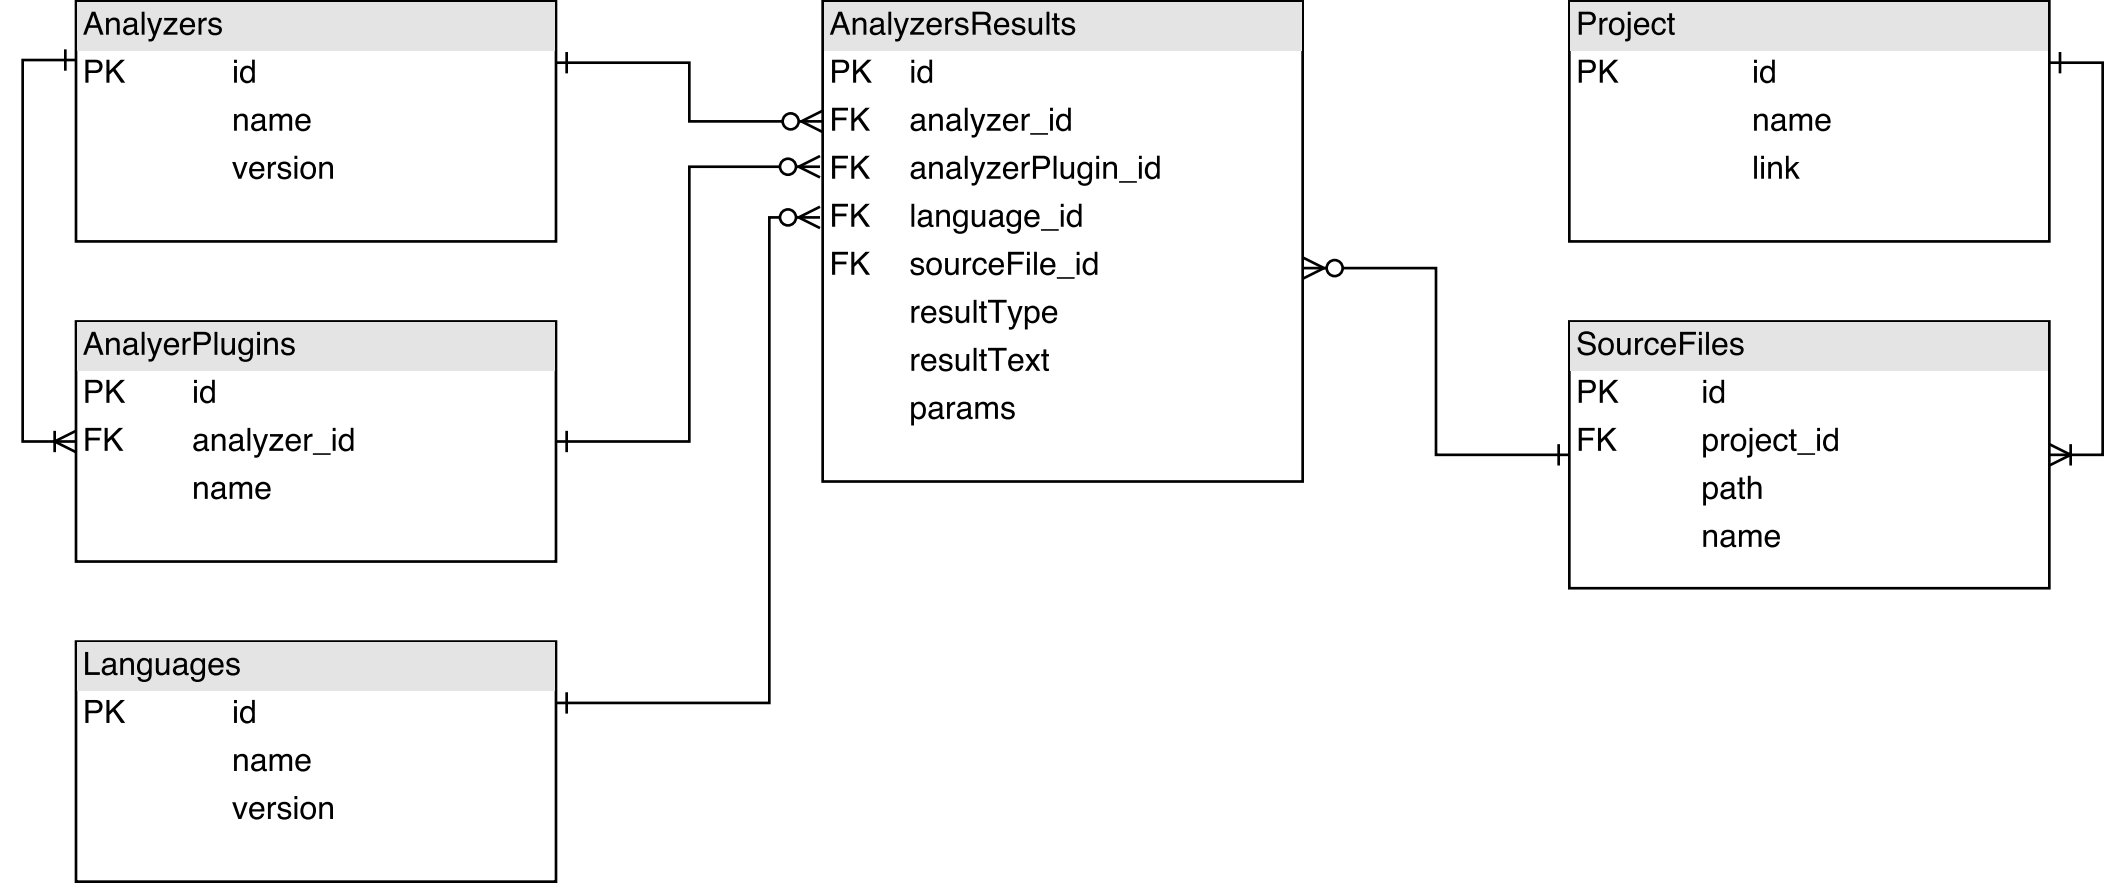 Analyzers
PK id
name
version
AnalyerPlugins
PK id
FK analyzer_id
name
Languages
PK id
name
version
AnalyzersResults
PK id
FK analyzer_id
FK analyzerPlugin_id
FK language_id
FK sourceFile_id
resultType
resultText
params
Project
PK id
name
link
SourceFiles
PK id
FK project_id
path
name